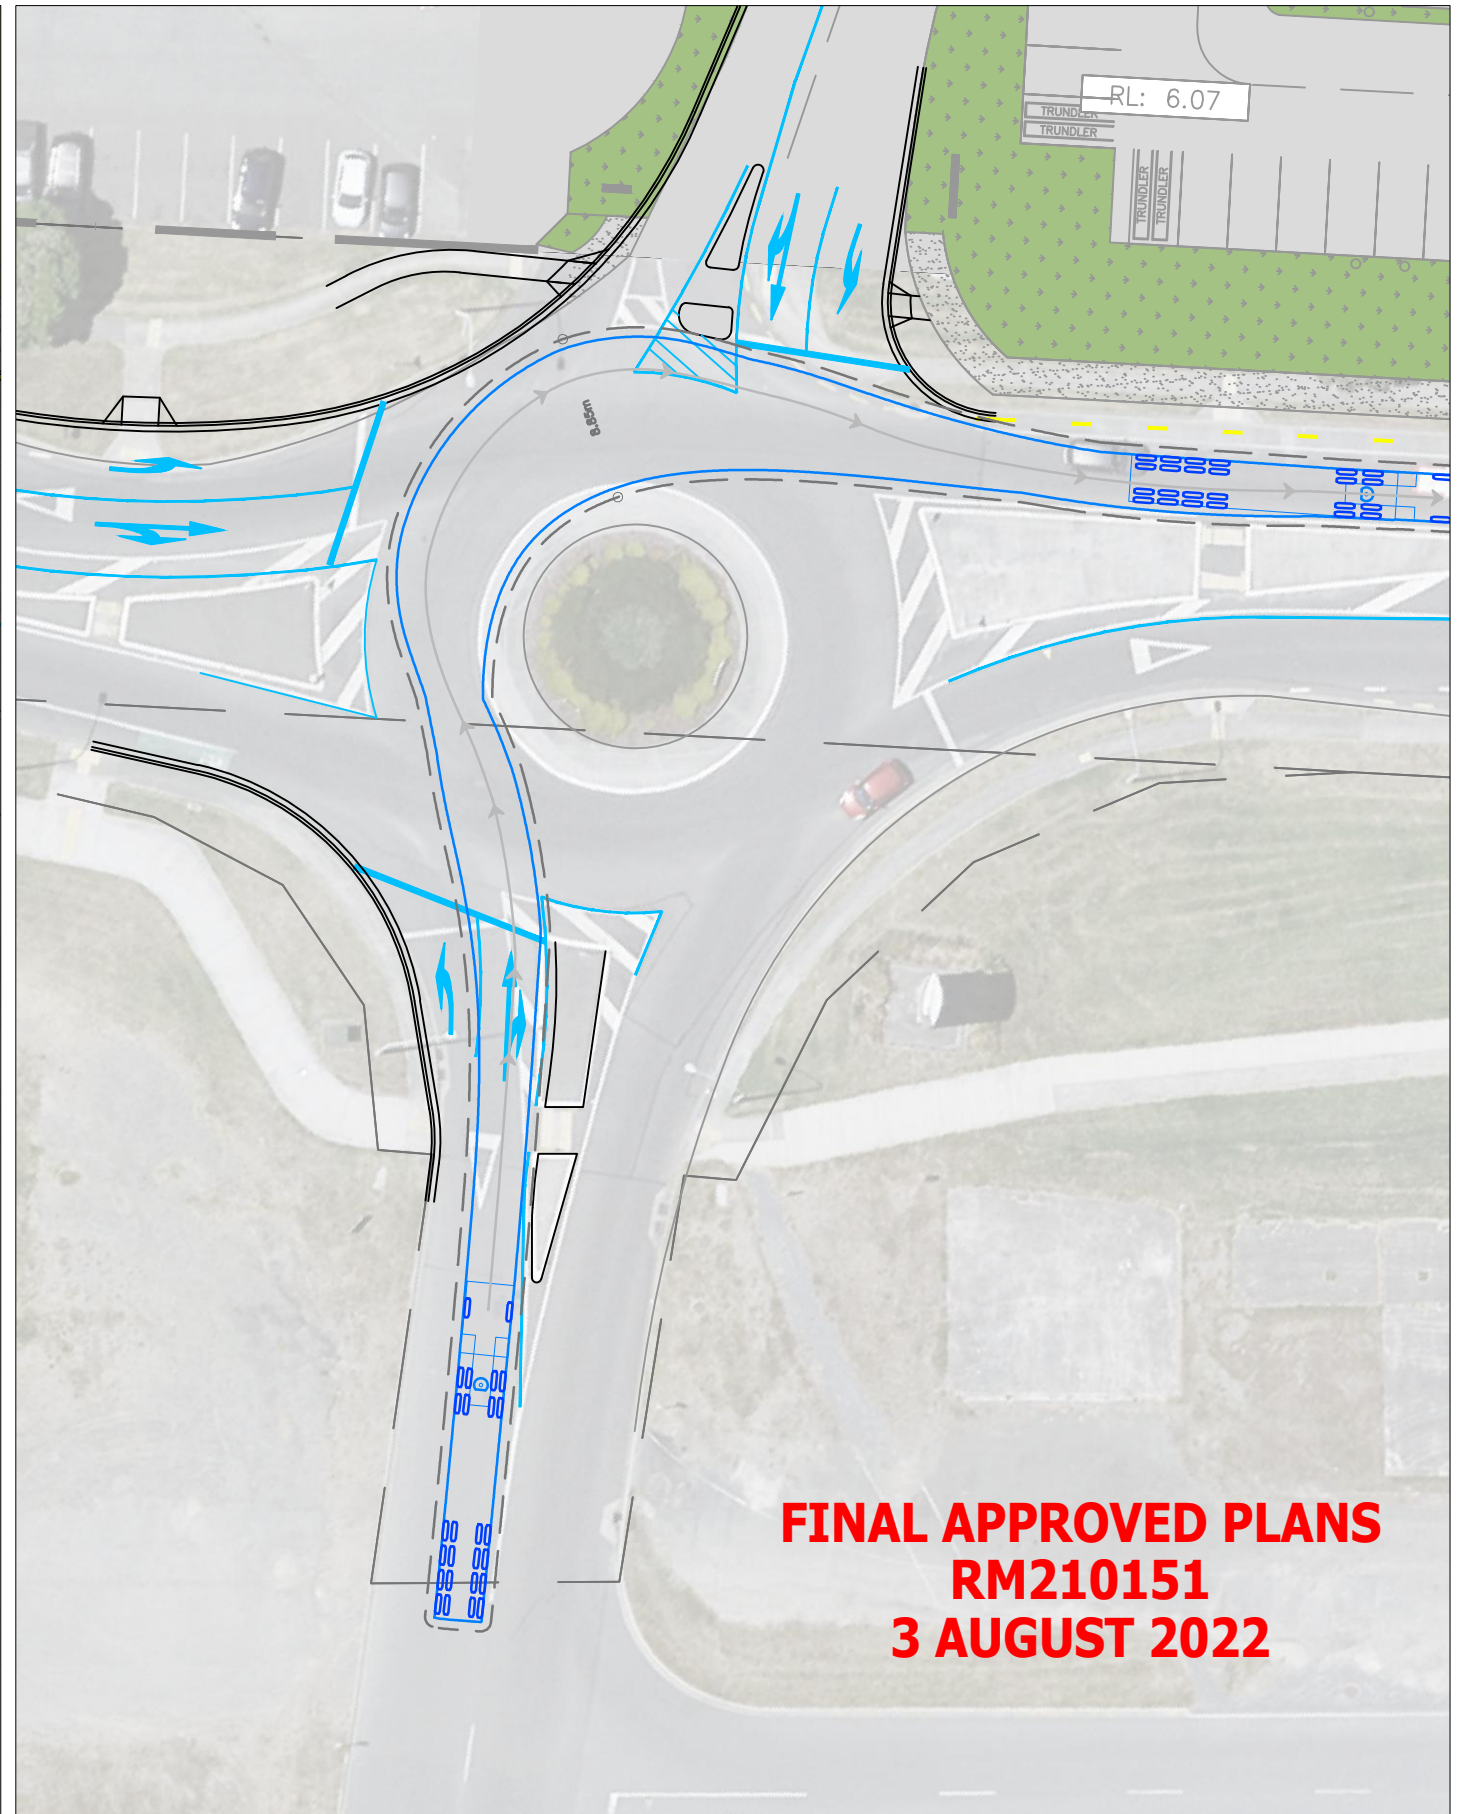 RL: 6.07
TRUNDLER
TRUNDLER
TRUNDLER
TRUNDLER
8.85m
FINAL APPROVED PLANS
RM210151
3 AUGUST 2022